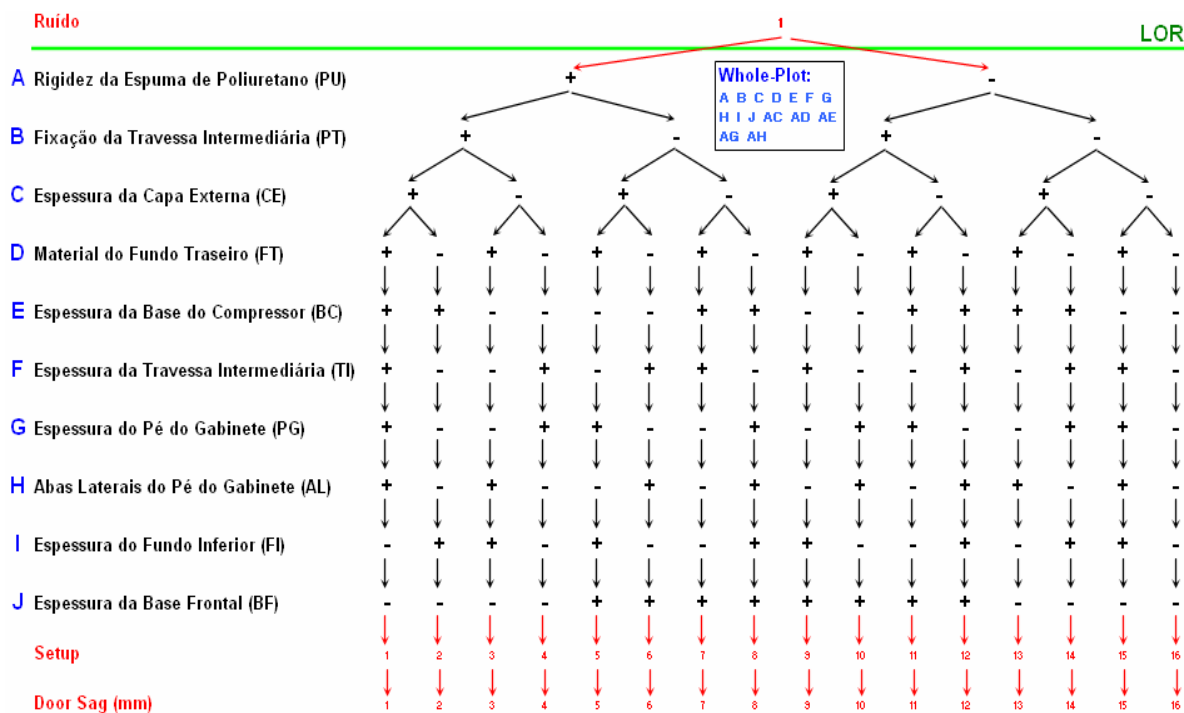 Ruído 1
LOR
A Rigidez da Espuma de Poliuretano (PU) + -
Whole-Plot:
A B C D E F G
H I J AC AD AE
AG AH
B Fixação da Travessa Intermediária (PT) + - + -
C Espessura da Capa Externa (CE) + - + - + - + -
D Material do Fundo Traseiro (FT) + - + - + - + - + - + - + - + -
E Espessura da Base do Compressor (BC) + + - - - - + + - - + + + + - -
F Espessura da Travessa Intermediária (TI) + - - + - + + - + - - + - + + -
G Espessura do Pé do Gabinete (PG) + - - + + - - + - + + - - + + -
H Abas Laterais do Pé do Gabinete (AL) + - + - - + - + - + - + + - + -
I Espessura do Fundo Inferior (FI) - + + - + - - + + - - + - + + -
J Espessura da Base Frontal (BF) - - - - + + + + + + + + - - - -
Setup 1 2 3 4 5 6 7 8 9 10 11 12 13 14 15 16
Door Sag (mm) 1 2 3 4 5 6 7 8 9 10 11 12 13 14 15 16